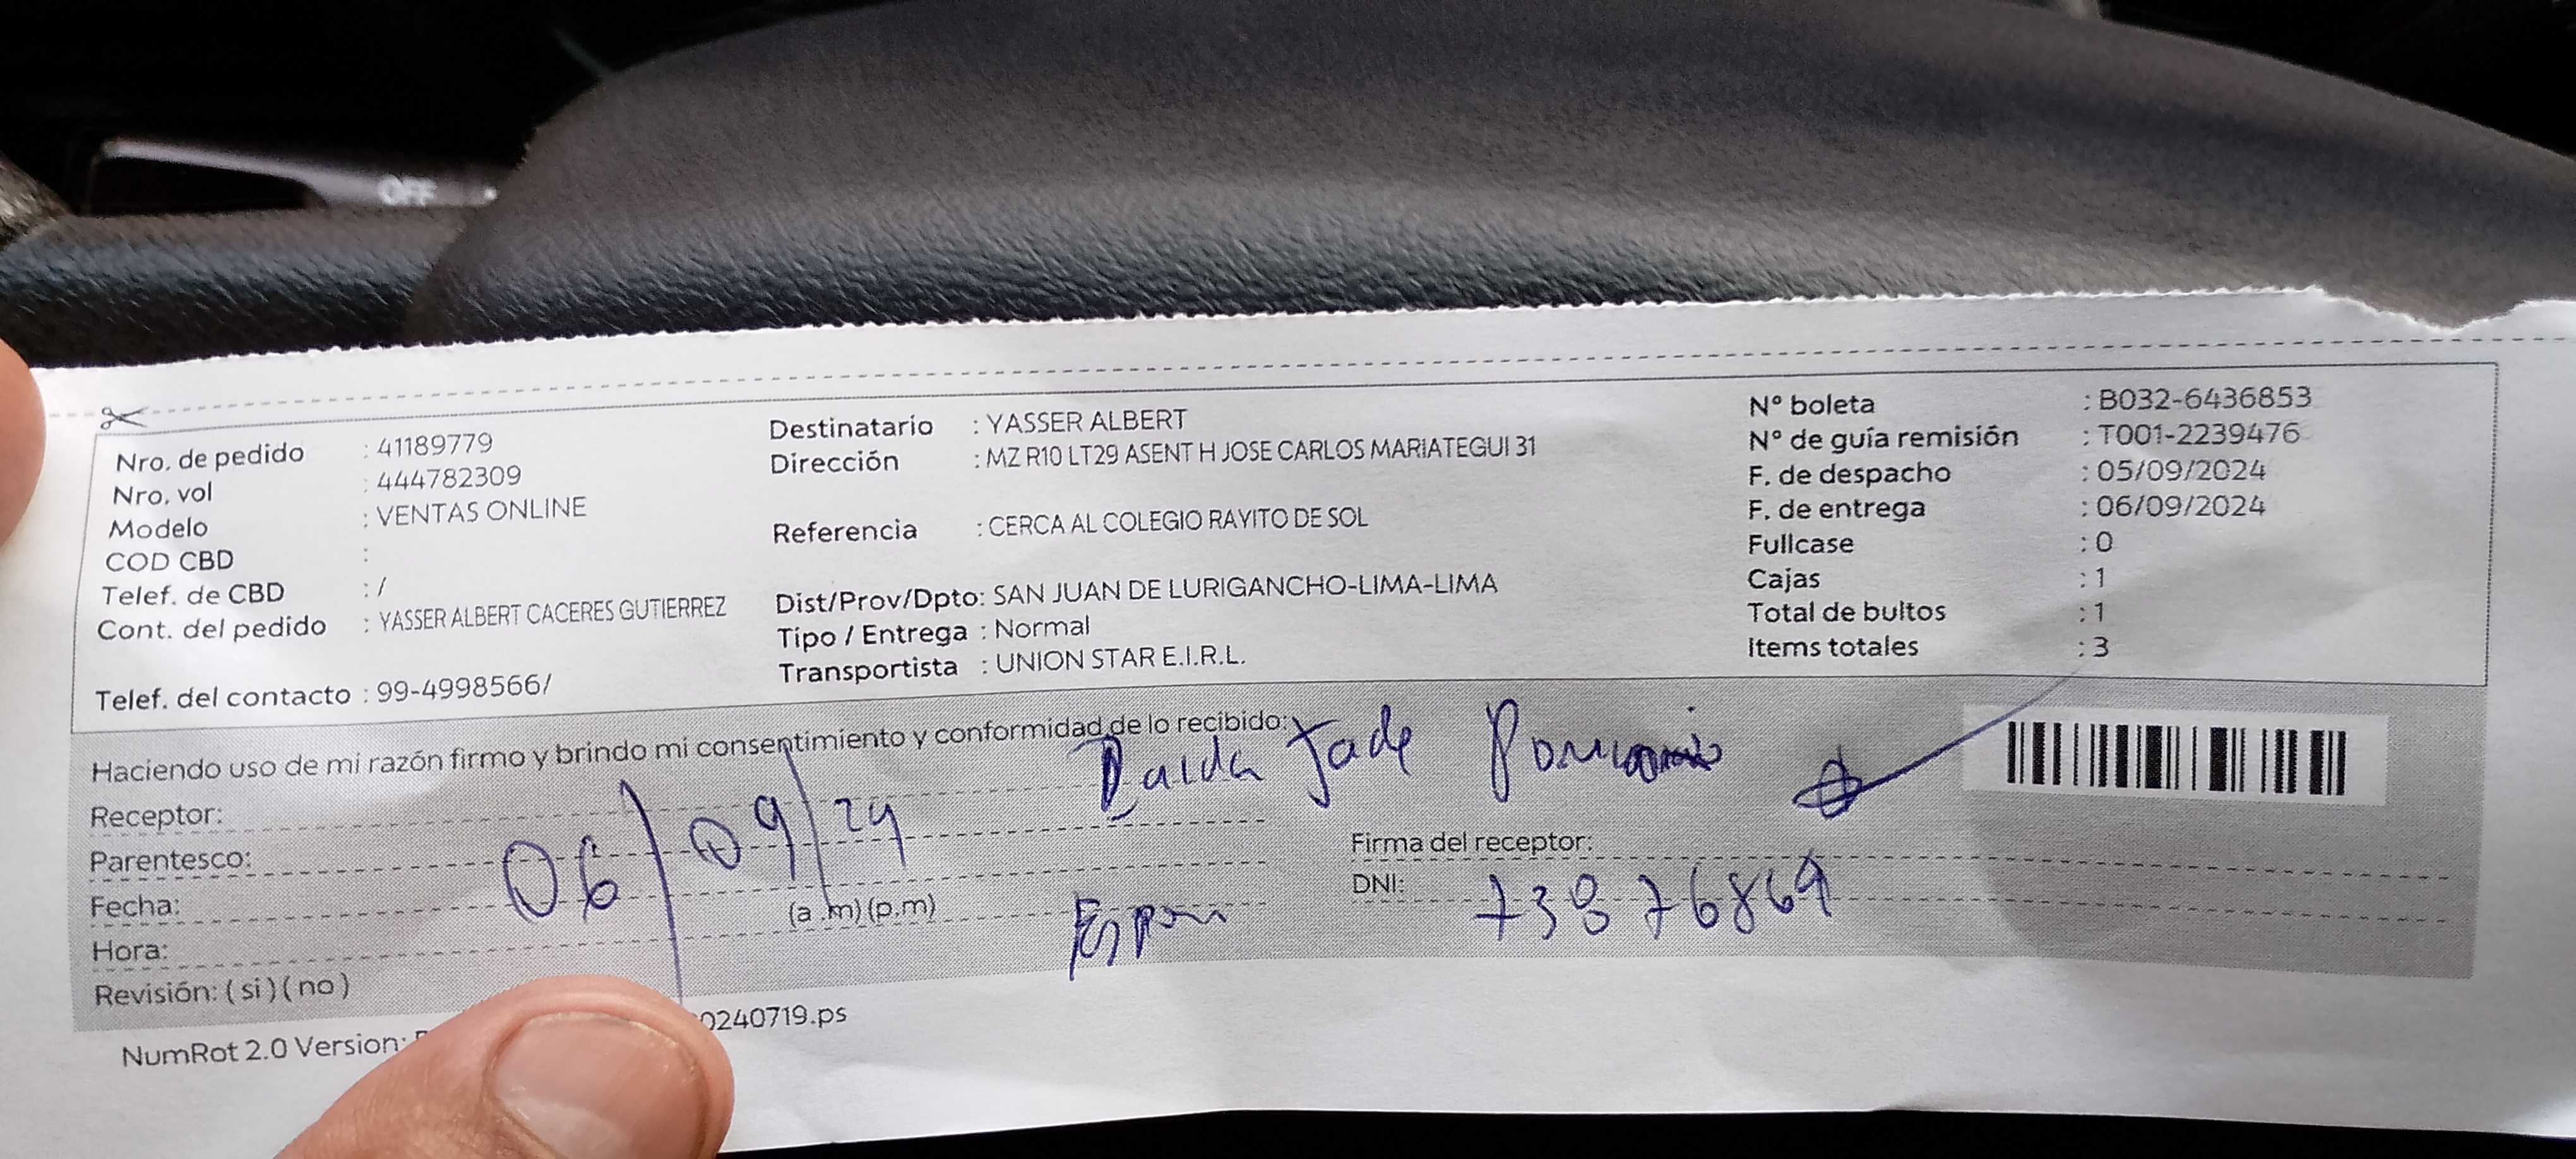 OFF
Nro. de pedido : 41189779
Nro. vol : 444782309
Modelo : VENTAS ONLINE
COD CBD :
Telef. de CBD : /
Cont. del pedido : YASSER ALBERT CACERES GUTIERREZ
Telef. del contacto : 99-4998566/
Destinatario : YASSER ALBERT
Dirección : MZ R10 LT29 ASENT H JOSE CARLOS MARIATEGUI 31
Referencia : CERCA AL COLEGIO RAYITO DE SOL
Dist/Prov/Dpto: SAN JUAN DE LURIGANCHO-LIMA-LIMA
Tipo / Entrega : Normal
Transportista : UNION STAR E.I.R.L.
N° boleta : B032-6436853
N° de guía remisión : T001-2239476
F. de despacho : 05/09/2024
F. de entrega : 06/09/2024
Fullcase : 0
Cajas : 1
Total de bultos : 1
Items totales : 3
Haciendo uso de mi razón firmo y brindo mi consentimiento y conformidad de lo recibido:
Jade
Receptor:
Parentesco:
Fecha: 06/09/24
(a.m)(p.m)
Hora:
Revisión: (si)(no)
Firma del receptor:
DNI: 73876869
NumRot 2.0 Version:
0240719.ps